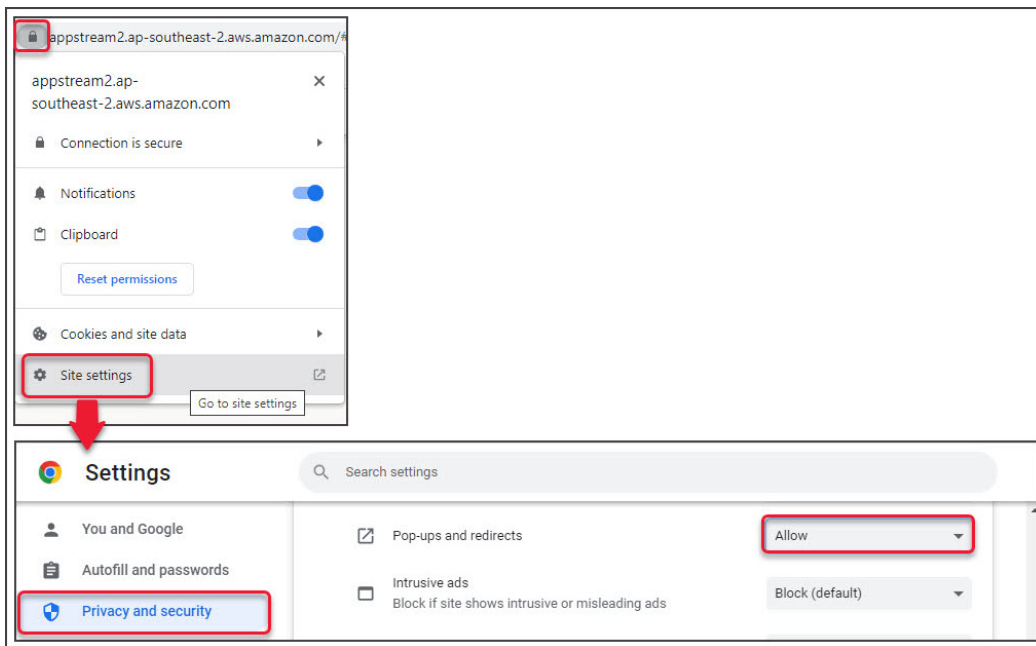 appstream2.ap-southeast-2.aws.amazon.com/#
appstream2.ap-
southeast-2.aws.amazon.com
Connection is secure
Notifications
Clipboard
Reset permissions
Cookies and site data
Site settings
Go to site settings
Settings
Search settings
You and Google
Autofill and passwords
Privacy and security
Pop-ups and redirects
Allow
Intrusive ads
Block if site shows intrusive or misleading ads
Block (default)